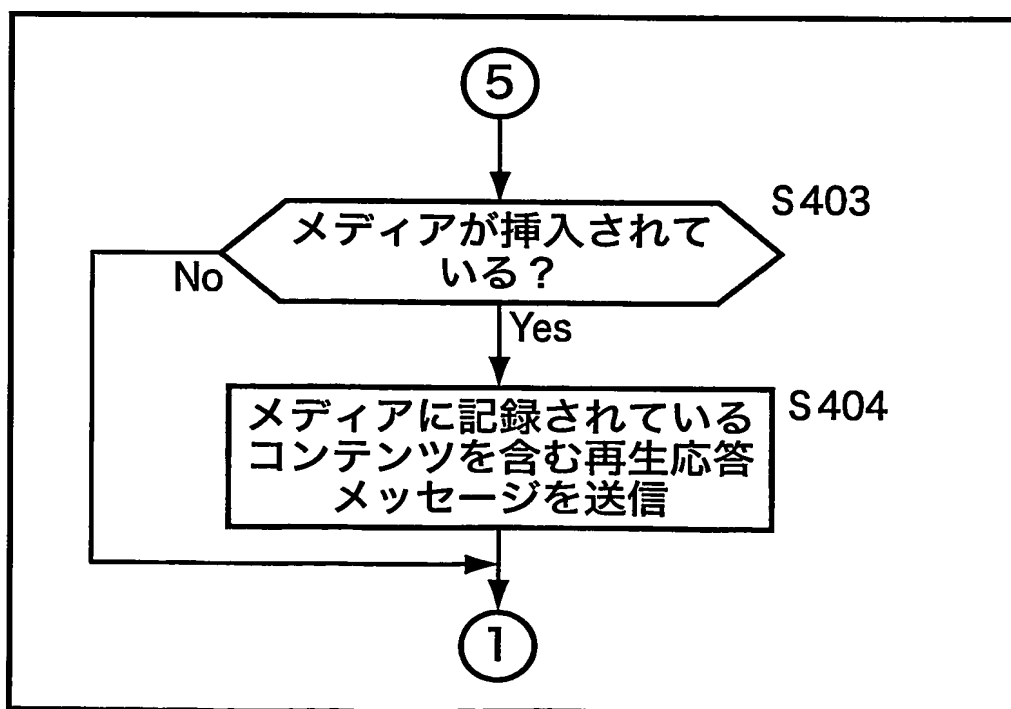 5
S403
メディアが挿入されて
いる?
No
Yes
S404
メディアに記録されている
コンテンツを含む再生応答
メッセージを送信
1